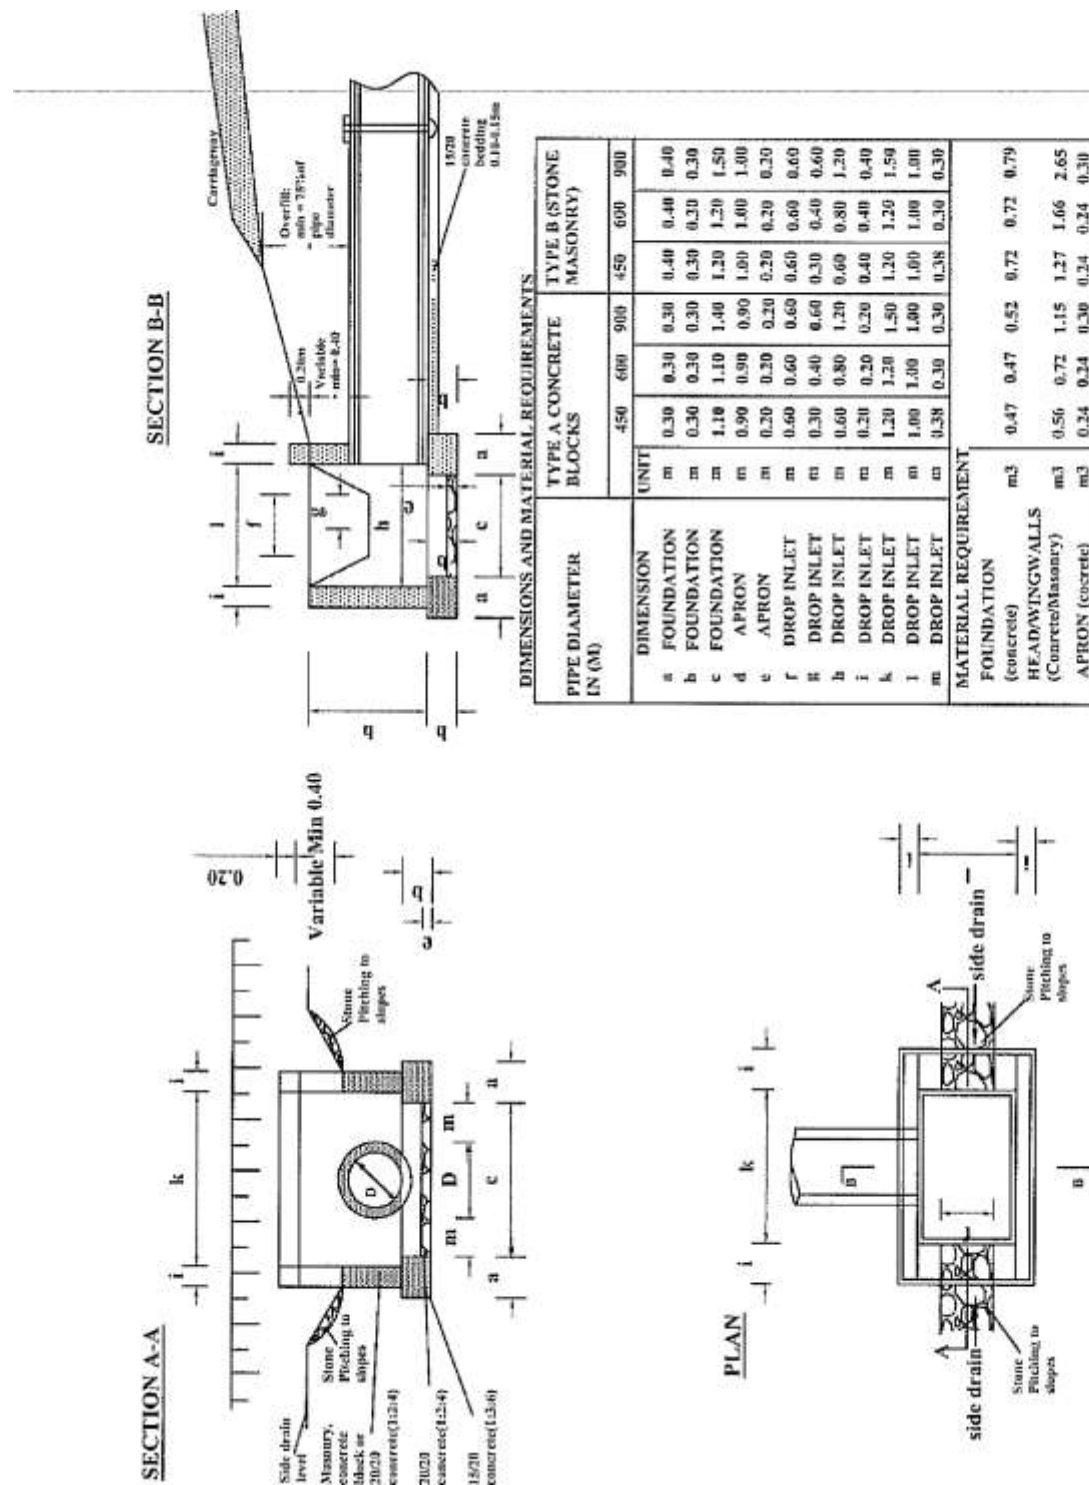 SECTION A-A
i
k
i
0.20
Variable Min 0.40
Side drain
level
Stone
Pitching to
slopes
Stone
Pitching to
slopes
Masonry,
concrete
block or
20/20
concrete(1:2:4)
20/20
concrete(1:2:4)
15/20
concrete(1:3:6)
D
m
D
m
a
c
a
e
b
SECTION B-B
i
l
i
f
g
h
e
0.20m
Variable
min= 0.40
Carriageway
Overfill:
min = 75% of
pipe
diameter
15/20
concrete
bedding
0.10-0.15m
a
c
a
h
b
PLAN
i
k
i
A
A
B
B
side drain
side drain
Stone
Pitching to
slopes
Stone
Pitching to
slopes
DIMENSIONS AND MATERIAL REQUIREMENTS
PIPE DIAMETER IN (M) TYPE A CONCRETE BLOCKS TYPE B (STONE MASONRY)
450 600 900 450 600 900
DIMENSION UNIT
a FOUNDATION m 0.30 0.30 0.30 0.40 0.40 0.40
b FOUNDATION m 0.30 0.30 0.30 0.30 0.30 0.30
c FOUNDATION m 1.10 1.10 1.40 1.20 1.20 1.50
d APRON m 0.90 0.90 0.90 1.00 1.00 1.00
e APRON m 0.20 0.20 0.20 0.20 0.20 0.20
f DROP INLET m 0.60 0.60 0.60 0.60 0.60 0.60
g DROP INLET m 0.30 0.40 0.60 0.30 0.40 0.60
h DROP INLET m 0.60 0.80 1.20 0.60 0.80 1.20
i DROP INLET m 0.20 0.20 0.20 0.40 0.40 0.40
k DROP INLET m 1.20 1.20 1.50 1.20 1.20 1.50
l DROP INLET m 1.00 1.00 1.00 1.00 1.00 1.00
m DROP INLET m 0.38 0.30 0.30 0.38 0.30 0.30
MATERIAL REQUIREMENT
FOUNDATION
(concrete) m3 0.47 0.47 0.52 0.72 0.72 0.79
HEAD/WINGWALLS
(Conrete/Masonry) m3 0.56 0.72 1.15 1.27 1.66 2.65
APRON (cocrete) m3 0.24 0.24 0.30 0.24 0.24 0.30